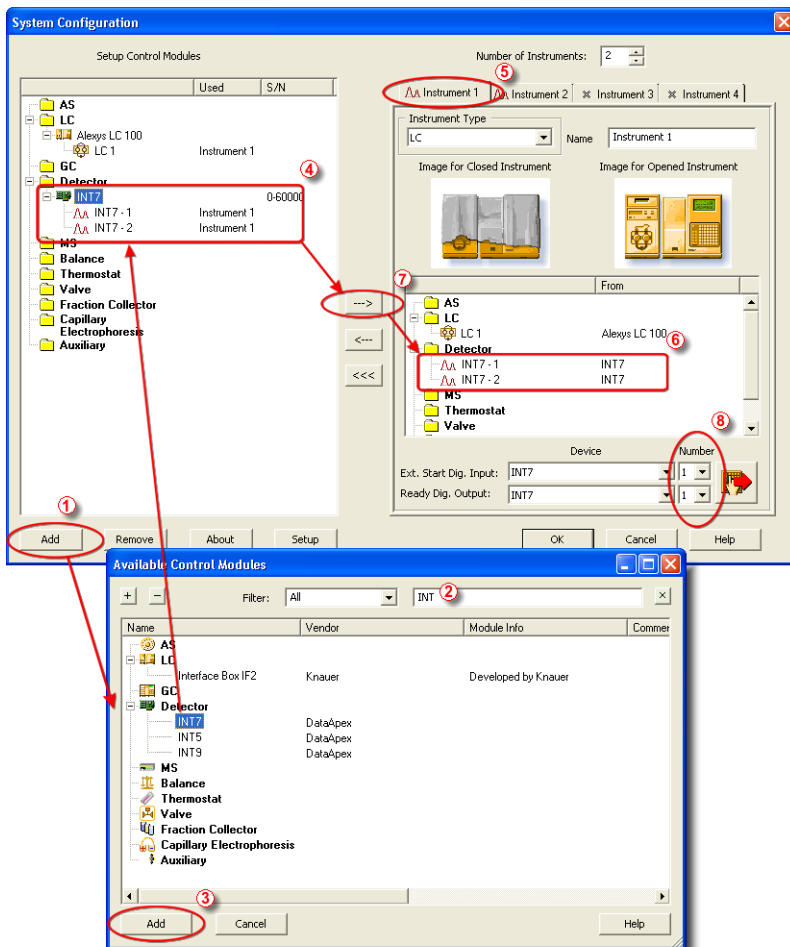 System Configuration
Setup Control Modules
Number of Instruments: 2
Used S/N
AS
LC
Alexys LC 100
LC 1 Instrument 1
GC
Detector
INT7 0-60000
INT7 - 1 Instrument 1
INT7 - 2 Instrument 1
MS
Balance
Thermostat
Valve
Fraction Collector
Capillary
Electrophoresis
Auxiliary
4
--->
<---
<<<
5
Instrument 1 Instrument 2 Instrument 3 Instrument 4
Instrument Type
LC Name Instrument 1
Image for Closed Instrument Image for Opened Instrument
7
From
AS
LC
LC 1 Alexys LC 100
6
Detector
INT7 - 1 INT7
INT7 - 2 INT7
MS
Thermostat
Valve
8
Device Number
Ext. Start Dig. Input: INT7 1
Ready Dig. Output: INT7 1
1
Add Remove About Setup
OK Cancel Help
Available Control Modules
+ - Filter: All INT 2
Name Vendor Module Info Commer
AS
LC
Interface Box IF2 Knauer Developed by Knauer
GC
Detector
INT7 DataApex
INT5 DataApex
INT9 DataApex
MS
Balance
Thermostat
Valve
Fraction Collector
Capillary Electrophoresis
Auxiliary
3
Add Cancel Help